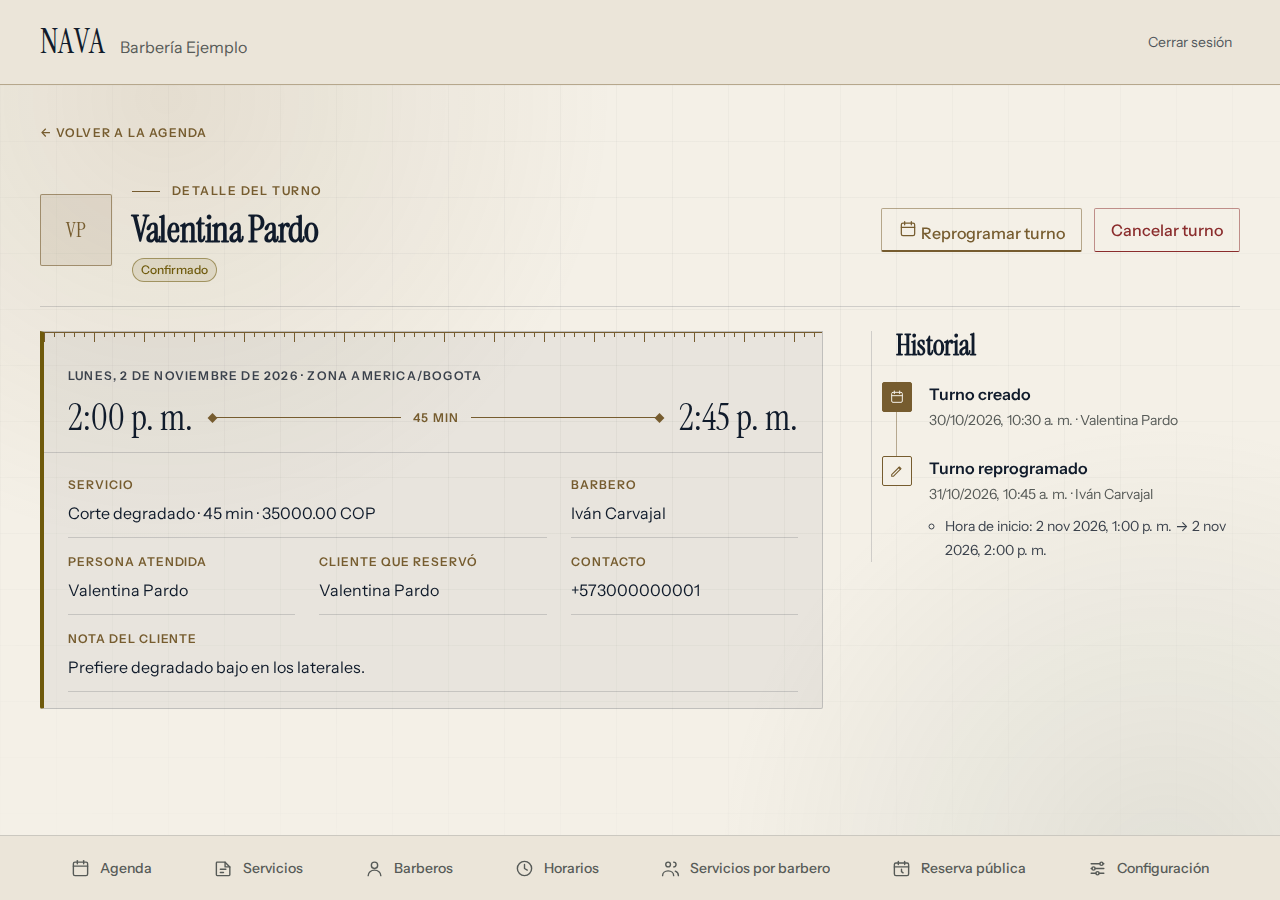 NAVA Barbería Ejemplo
Cerrar sesión
← VOLVER A LA AGENDA
VP
DETALLE DEL TURNO
Valentina Pardo
Confirmado
Reprogramar turno
Cancelar turno
LUNES, 2 DE NOVIEMBRE DE 2026 · ZONA AMERICA/BOGOTA
2:00 p. m. 45 MIN 2:45 p. m.
SERVICIO
Corte degradado · 45 min · 35000.00 COP
BARBERO
Iván Carvajal
PERSONA ATENDIDA
Valentina Pardo
CLIENTE QUE RESERVÓ
Valentina Pardo
CONTACTO
+573000000001
NOTA DEL CLIENTE
Prefiere degradado bajo en los laterales.
Historial
Turno creado
30/10/2026, 10:30 a. m. · Valentina Pardo
Turno reprogramado
31/10/2026, 10:45 a. m. · Iván Carvajal
Hora de inicio: 2 nov 2026, 1:00 p. m. → 2 nov
2026, 2:00 p. m.
Agenda
Servicios
Barberos
Horarios
Servicios por barbero
Reserva pública
Configuración